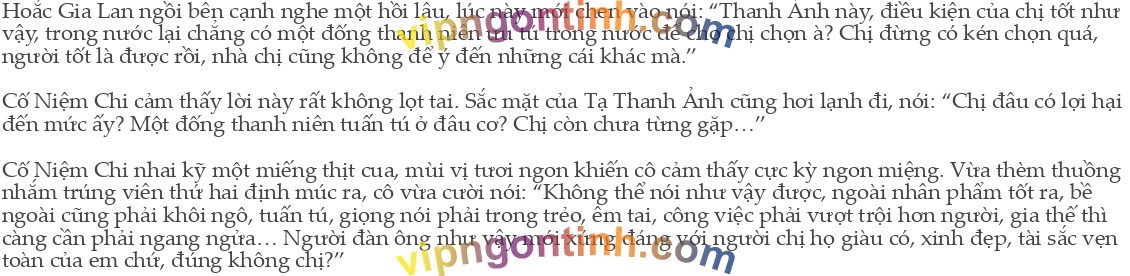 Hoắc Gia Lan ngồi bên cạnh nghe một hồi lâu, lúc này mới chen vào nói: “Thanh Ảnh này, điều kiện của chị tốt như
vậy, trong nước lại chẳng có một đống thanh niên tuấn tú trong nước để cho chị chọn à? Chị đừng có kén chọn quá,
người tốt là được rồi, nhà chị cũng không để ý đến những cái khác mà.”
Cố Niệm Chi cảm thấy lời này rất không lọt tai. Sắc mặt của Tạ Thanh Ảnh cũng hơi lạnh đi, nói: “Chị đâu có lợi hại
đến mức ấy? Một đống thanh niên tuấn tú ở đâu cơ? Chị còn chưa từng gặp…”
Cố Niệm Chi nhai kỹ một miếng thịt cua, mùi vị tươi ngon khiến cô cảm thấy cực kỳ ngon miệng. Vừa thèm thuồng
nhắm trúng viên thứ hai định múc ra, cô vừa cười nói: “Không thể nói như vậy được, ngoài nhân phẩm tốt ra, bề
ngoài cũng phải khôi ngô, tuấn tú, giọng nói phải trong trẻo, êm tai, công việc phải vượt trội hơn người, gia thế thì
càng cần phải ngang ngửa… Người đàn ông như vậy mới xứng đáng với người chị họ giàu có, xinh đẹp, tài sắc vẹn
toàn của em chứ, đúng không chị?”
vipngontinh.com
vipngontinh.com